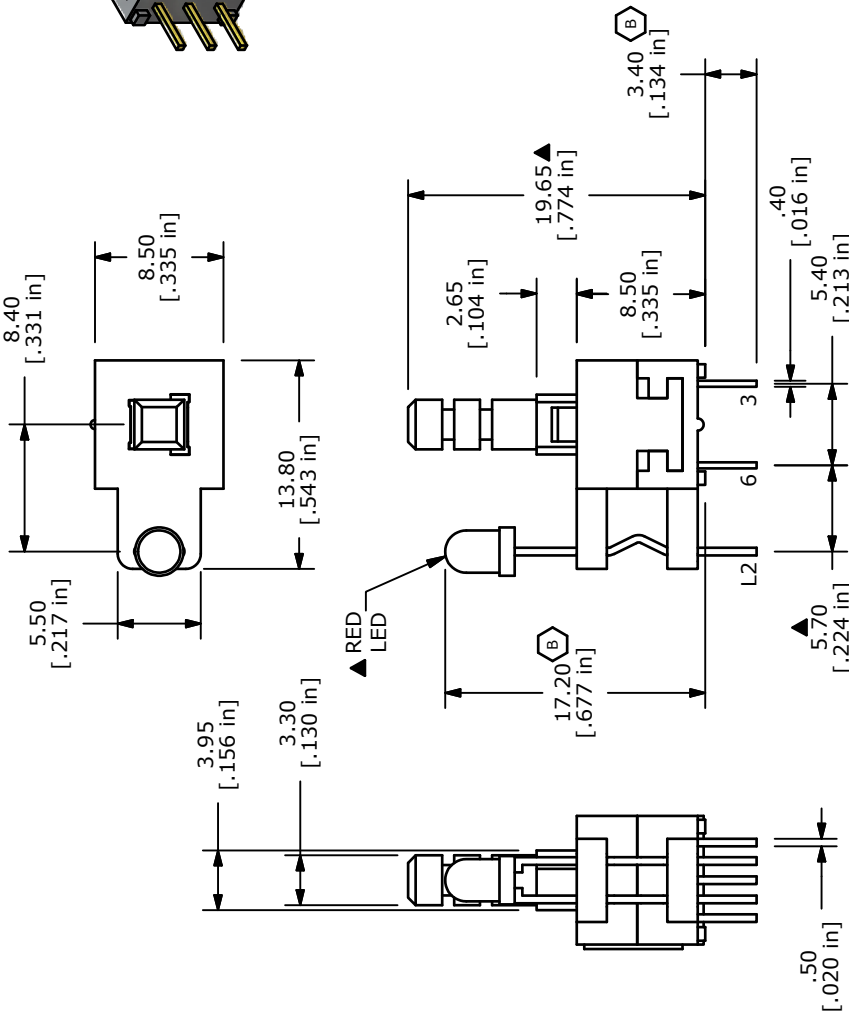 8.40
[.331 in]
8.50
[.335 in]
5.50
[.217 in]
13.80
[.543 in]
B
3.40
[.134 in]
19.65▲
[.774 in]
2.65
[.104 in]
8.50
[.335 in]
.40
[.016 in]
5.40
[.213 in]
3
6
L2
▲ RED
LED
B
17.20
[.677 in]
▲
5.70
[.224 in]
3.95
[.156 in]
3.30
[.130 in]
.50
[.020 in]